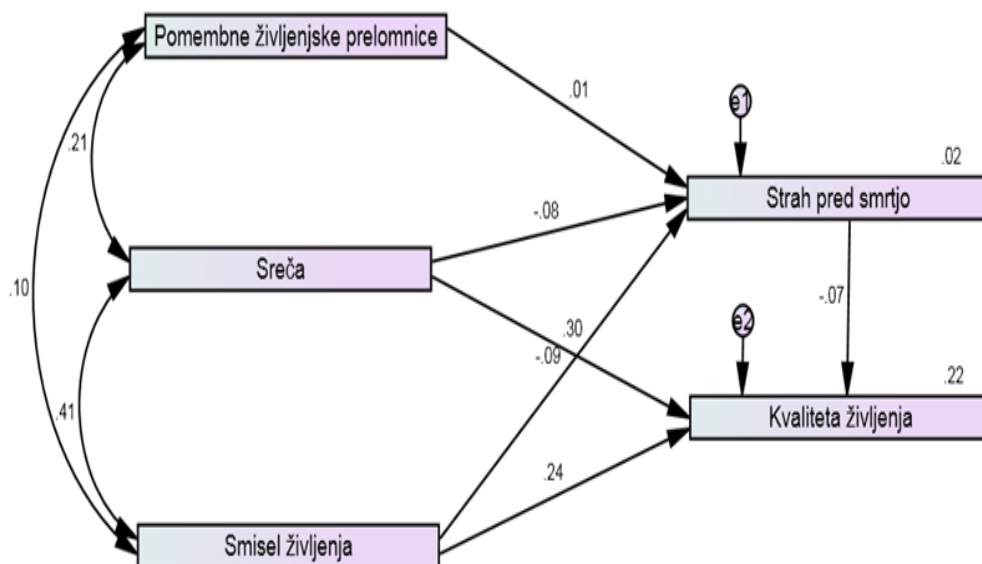 Pomembne življenjske prelomnice
.01
e1
.21
.02
Strah pred smrtjo
-.08
Sreča
.10
-.07
e2
.30
-.09
.22
.41
Kvaliteta življenja
.24
Smisel življenja